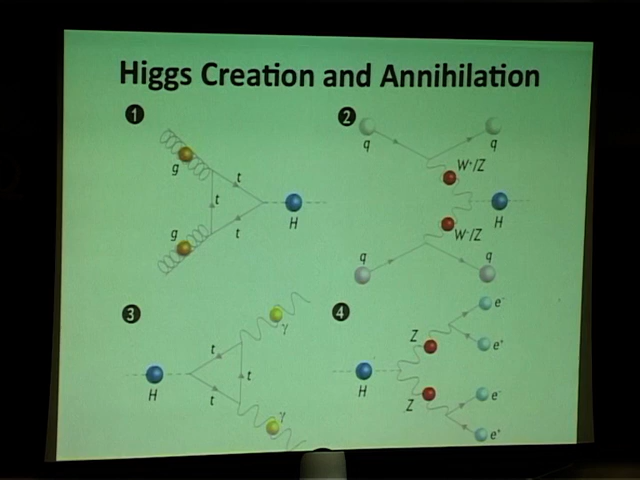 Higgs Creation and Annihilation
1
g
t
t
t
g
H
2
q
q
W⁺/Z
H
W⁻/Z
q
q
3
H
t
t
t
γ
γ
4
H
Z
Z
e⁻
e⁺
e⁻
e⁺